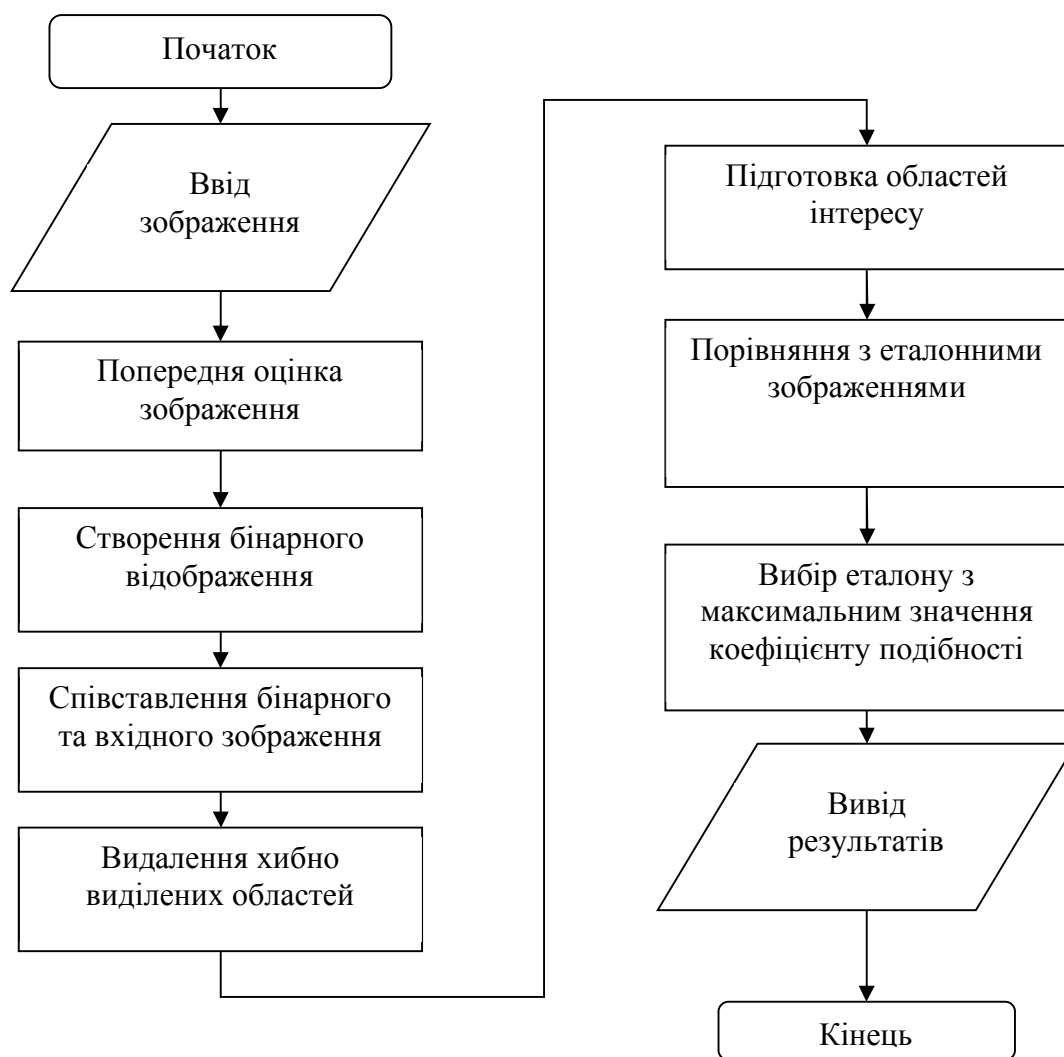 Початок
Ввід
зображення
Попередня оцінка
зображення
Створення бінарного
відображення
Співставлення бінарного
та вхідного зображення
Видалення хибно
виділених областей
Підготовка областей
інтересу
Порівняння з еталонними
зображеннями
Вибір еталону з
максимальним значення
коефіцієнту подібності
Вивід
результатів
Кінець